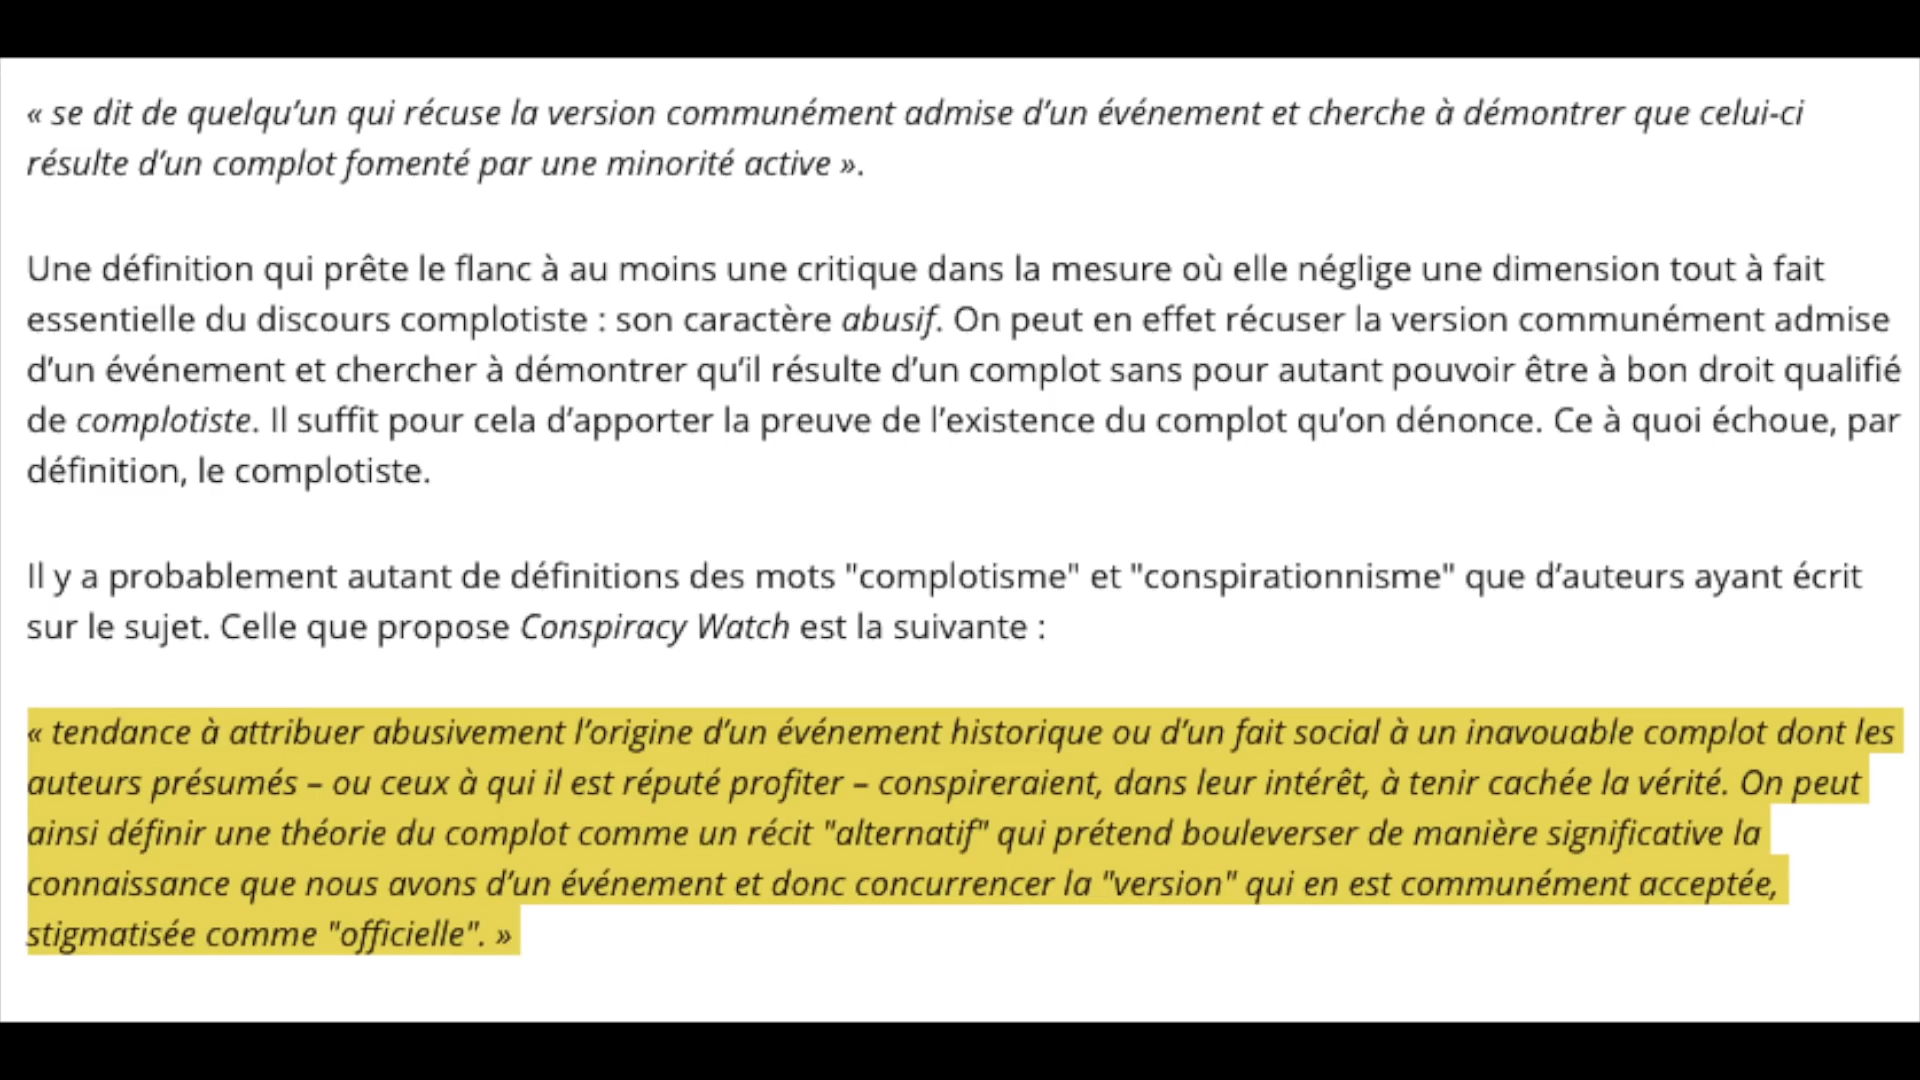 « se dit de quelqu’un qui récuse la version communément admise d’un événement et cherche à démontrer que celui-ci
résulte d’un complot fomenté par une minorité active ».
Une définition qui prête le flanc à au moins une critique dans la mesure où elle néglige une dimension tout à fait
essentielle du discours complotiste : son caractère abusif. On peut en effet récuser la version communément admise
d’un événement et chercher à démontrer qu’il résulte d’un complot sans pour autant pouvoir être à bon droit qualifié
de complotiste. Il suffit pour cela d’apporter la preuve de l’existence du complot qu’on dénonce. Ce à quoi échoue, par
définition, le complotiste.
Il y a probablement autant de définitions des mots "complotisme" et "conspirationnisme" que d’auteurs ayant écrit
sur le sujet. Celle que propose Conspiracy Watch est la suivante :
« tendance à attribuer abusivement l’origine d’un événement historique ou d’un fait social à un inavouable complot dont les
auteurs présumés – ou ceux à qui il est réputé profiter – conspireraient, dans leur intérêt, à tenir cachée la vérité. On peut
ainsi définir une théorie du complot comme un récit "alternatif" qui prétend bouleverser de manière significative la
connaissance que nous avons d’un événement et donc concurrencer la "version" qui en est communément acceptée,
stigmatisée comme "officielle". »